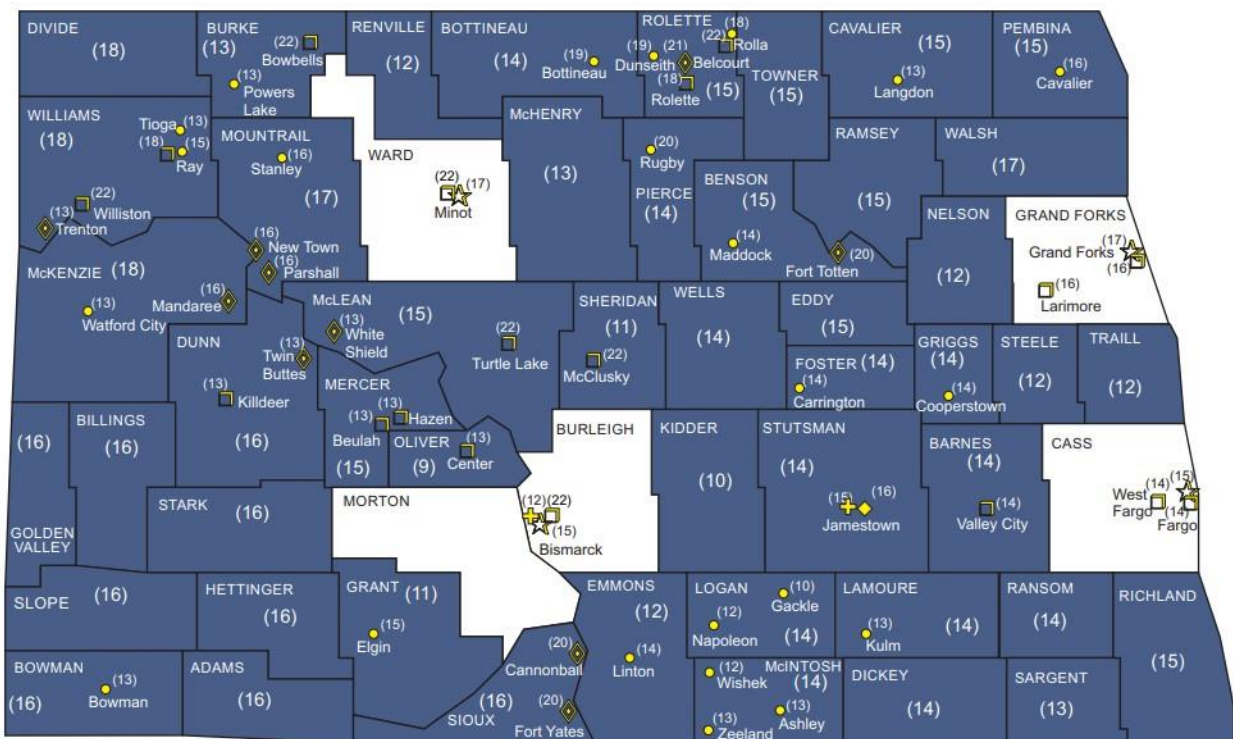 DIVIDE
(18)
BURKE
(13)
(22)
Bowbells
(13)
Powers
Lake
RENVILLE
(12)
BOTTINEAU
(14)
(19)
Bottineau
ROLETTE
(18)
Rolla
(22)
(19)
Dunseith
(21)
Belcourt
(18)
Rolette
(15)
TOWNER
(15)
CAVALIER
(15)
(13)
Langdon
PEMBINA
(15)
(16)
Cavalier
WILLIAMS
(18)
Tioga
(13)
(18)
(15)
Ray
(22)
Williston
(13)
Trenton
MOUNTRAIL
(16)
Stanley
(17)
(16)
New Town
(16)
Parshall
WARD
(22)
(17)
Minot
McHENRY
(13)
(20)
Rugby
PIERCE
(14)
BENSON
(15)
(14)
Maddock
RAMSEY
(15)
Fort Totten
(20)
WALSH
(17)
NELSON
(12)
GRAND FORKS
(17)
Grand Forks
(16)
(16)
Larimore
McKENZIE
(18)
(13)
Watford City
(16)
Mandaree
DUNN
(13)
Twin
Buttes
(13)
Killdeer
(16)
McLEAN
(15)
(13)
White
Shield
(22)
Turtle Lake
MERCER
(13)
(13)
Hazen
Beulah
(15)
OLIVER
(9)
(13)
Center
SHERIDAN
(11)
(22)
McClusky
WELLS
(14)
EDDY
(15)
FOSTER
(14)
(14)
Carrington
GRIGGS
(14)
(14)
Cooperstown
STEELE
(12)
TRAILL
(12)
(16)
GOLDEN
VALLEY
BILLINGS
(16)
STARK
(16)
MORTON
BURLEIGH
(12)
(22)
(15)
Bismarck
KIDDER
(10)
STUTSMAN
(14)
(15)
(16)
Jamestown
BARNES
(14)
(14)
Valley City
CASS
(14)
(15)
West
Fargo
(14)
Fargo
SLOPE
(16)
HETTINGER
(16)
GRANT
(11)
(15)
Elgin
EMMONS
(12)
(14)
Linton
LOGAN
(10)
Gackle
(12)
Napoleon
(14)
LAMOURE
(14)
(13)
Kulm
RANSOM
(14)
RICHLAND
(15)
BOWMAN
(16)
(13)
Bowman
ADAMS
(16)
SIOUX
(16)
(20)
Cannonball
(20)
Fort Yates
McINTOSH
(14)
(12)
Wishek
(13)
Ashley
(13)
Zeeland
DICKEY
(14)
SARGENT
(13)